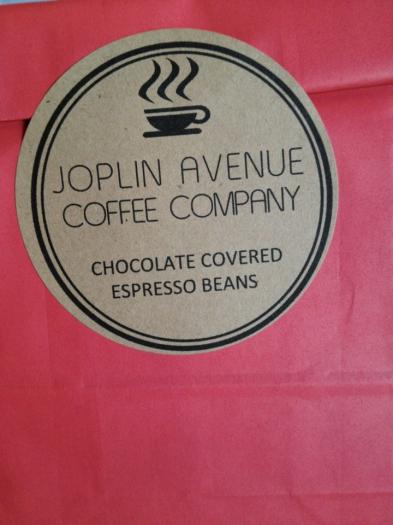 JOPLIN AVENUE
COFFEE COMPANY
CHOCOLATE COVERED
ESPRESSO BEANS